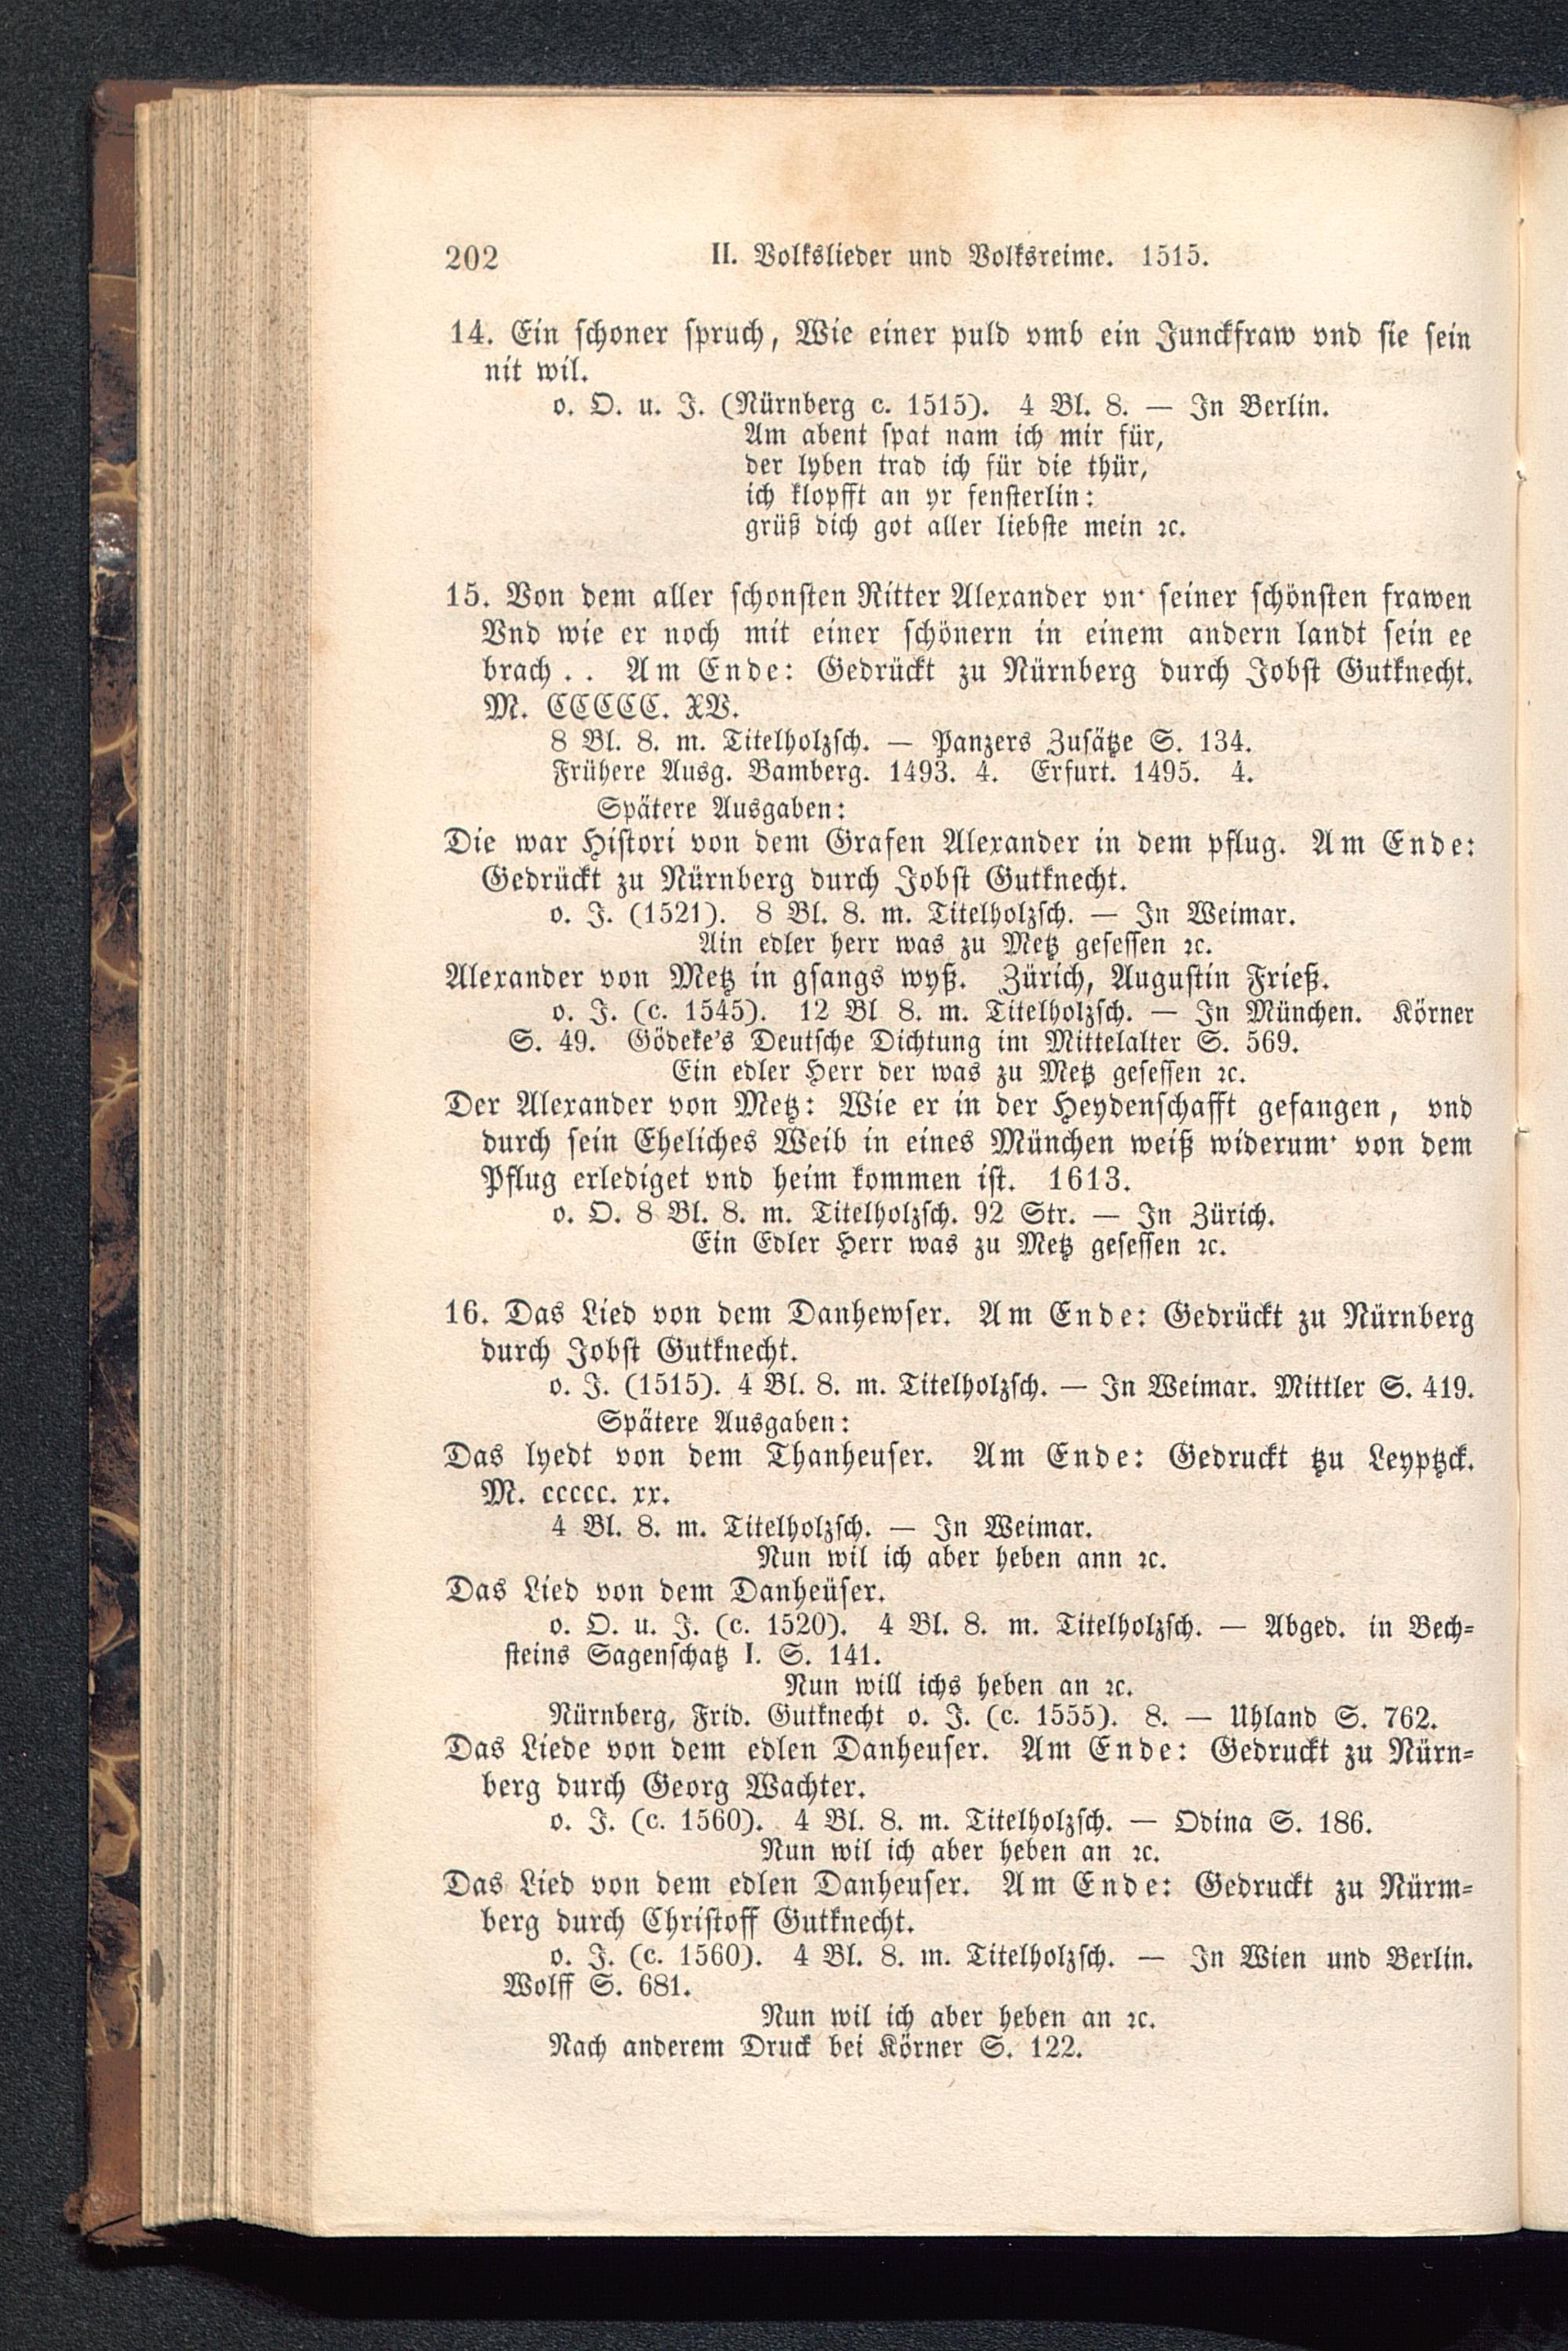 202 II. Volkslieder und Volksreime. 1515.
14. Ein schoner spruch, Wie einer puld vmb ein Junckfraw vnd sie sein
nit wil.
o. O. u. J. (Nürnberg c. 1515). 4 Bl. 8. — In Berlin.
Am abent spat nam ich mir für,
der lyben trad ich für die thür,
ich klopfft an yr fensterlin:
grüß dich got aller liebste mein ꝛc.
15. Von dem aller schonsten Ritter Alexander vn· seiner schönsten frawen
Vnd wie er noch mit einer schönern in einem andern landt sein ee
brach . . Am Ende: Gedrückt zu Nürnberg durch Jobst Gutknecht.
M. CCCCC. XV.
8 Bl. 8. m. Titelholzsch. — Panzers Zusätze S. 134.
Frühere Ausg. Bamberg. 1493. 4. Erfurt. 1495. 4.
Spätere Ausgaben:
Die war Histori von dem Grafen Alexander in dem pflug. Am Ende:
Gedrückt zu Nürnberg durch Jobst Gutknecht.
o. J. (1521). 8 Bl. 8. m. Titelholzsch. — In Weimar.
Ain edler herr was zu Metz gesessen ꝛc.
Alexander von Metz in gsangs wyß. Zürich, Augustin Frieß.
o. J. (c. 1545). 12 Bl 8. m. Titelholzsch. — In München. Körner
S. 49. Gödeke's Deutsche Dichtung im Mittelalter S. 569.
Ein edler Herr der was zu Metz gesessen ꝛc.
Der Alexander von Metz: Wie er in der Heydenschafft gefangen, vnd
durch sein Eheliches Weib in eines München weiß widerum· von dem
Pflug erlediget vnd heim kommen ist. 1613.
o. O. 8 Bl. 8. m. Titelholzsch. 92 Str. — In Zürich.
Ein Edler Herr was zu Metz gesessen ꝛc.
16. Das Lied von dem Danhewser. Am Ende: Gedrückt zu Nürnberg
durch Jobst Gutknecht.
o. J. (1515). 4 Bl. 8. m. Titelholzsch. — In Weimar. Mittler S. 419.
Spätere Ausgaben:
Das lyedt von dem Thanheuser. Am Ende: Gedruckt tzu Leyptzck.
M. ccccc. xx.
4 Bl. 8. m. Titelholzsch. — In Weimar.
Nun wil ich aber heben ann ꝛc.
Das Lied von dem Danheüser.
o. O. u. J. (c. 1520). 4 Bl. 8. m. Titelholzsch. — Abged. in Bech-
steins Sagenschatz I. S. 141.
Nun will ichs heben an ꝛc.
Nürnberg, Frid. Gutknecht o. J. (c. 1555). 8. — Uhland S. 762.
Das Liede von dem edlen Danheuser. Am Ende: Gedruckt zu Nürn-
berg durch Georg Wachter.
o. J. (c. 1560). 4 Bl. 8. m. Titelholzsch. — Odina S. 186.
Nun wil ich aber heben an ꝛc.
Das Lied von dem edlen Danheuser. Am Ende: Gedruckt zu Nürm-
berg durch Christoff Gutknecht.
o. J. (c. 1560). 4 Bl. 8. m. Titelholzsch. — In Wien und Berlin.
Wolff S. 681.
Nun wil ich aber heben an ꝛc.
Nach anderem Druck bei Körner S. 122.